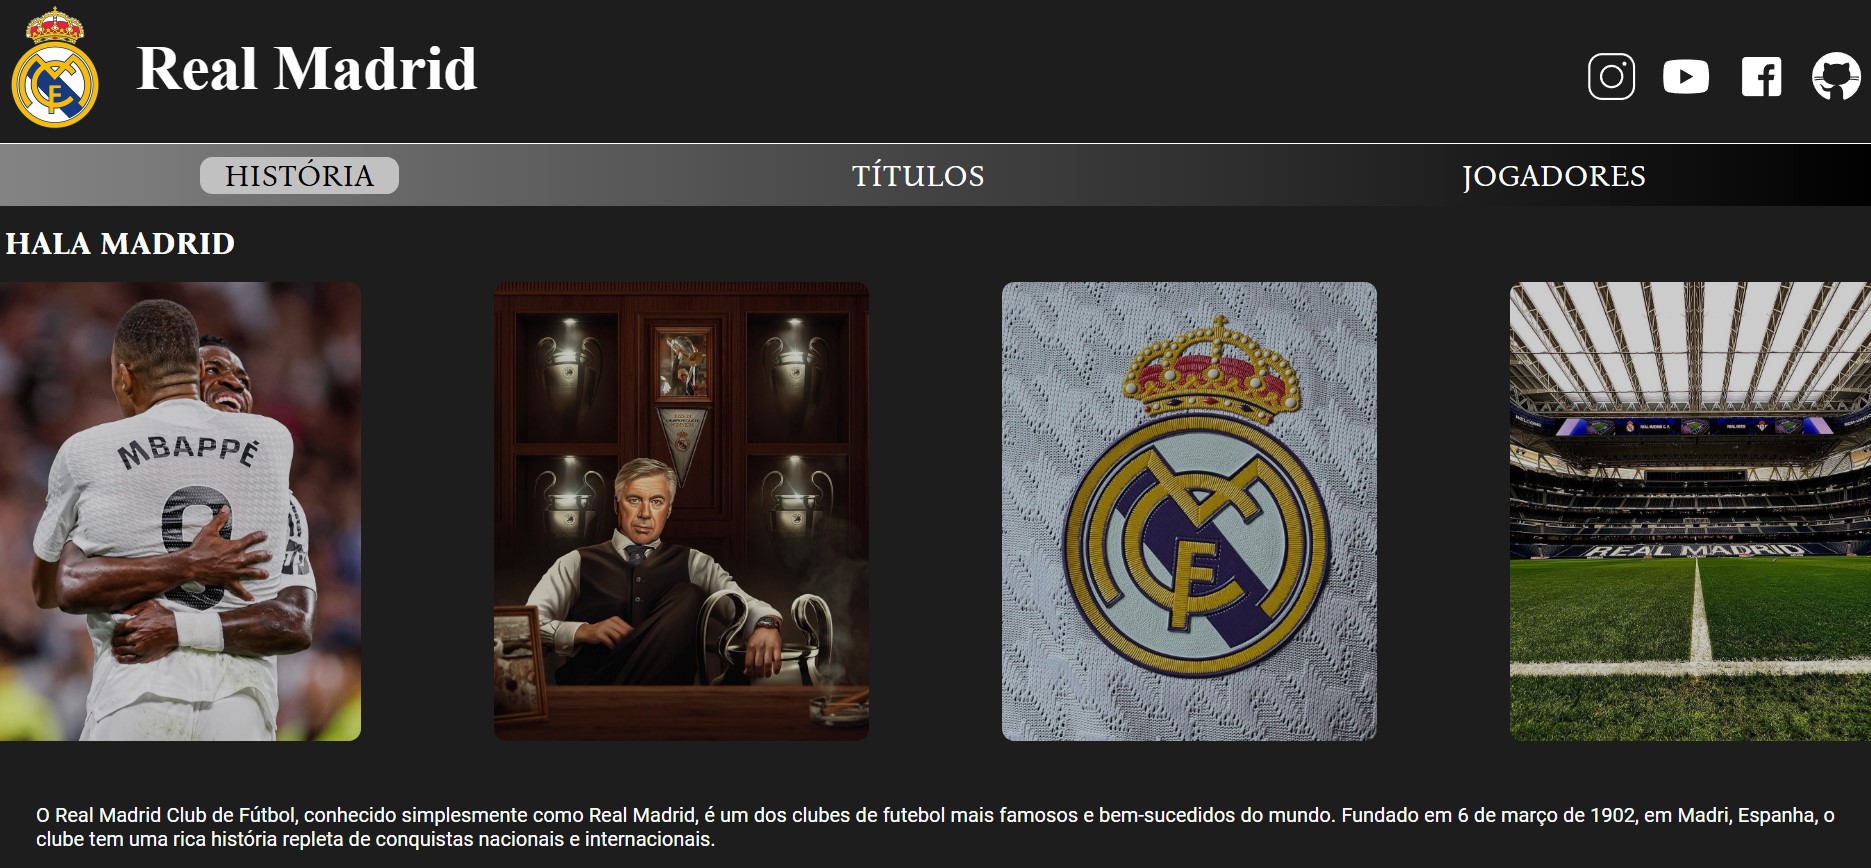 Real Madrid
HISTÓRIA
TÍTULOS
JOGADORES
HALA MADRID
MBAPPÉ
9
REAL MADRID
O Real Madrid Club de Fútbol, conhecido simplesmente como Real Madrid, é um dos clubes de futebol mais famosos e bem-sucedidos do mundo. Fundado em 6 de março de 1902, em Madri, Espanha, o
clube tem uma rica história repleta de conquistas nacionais e internacionais.